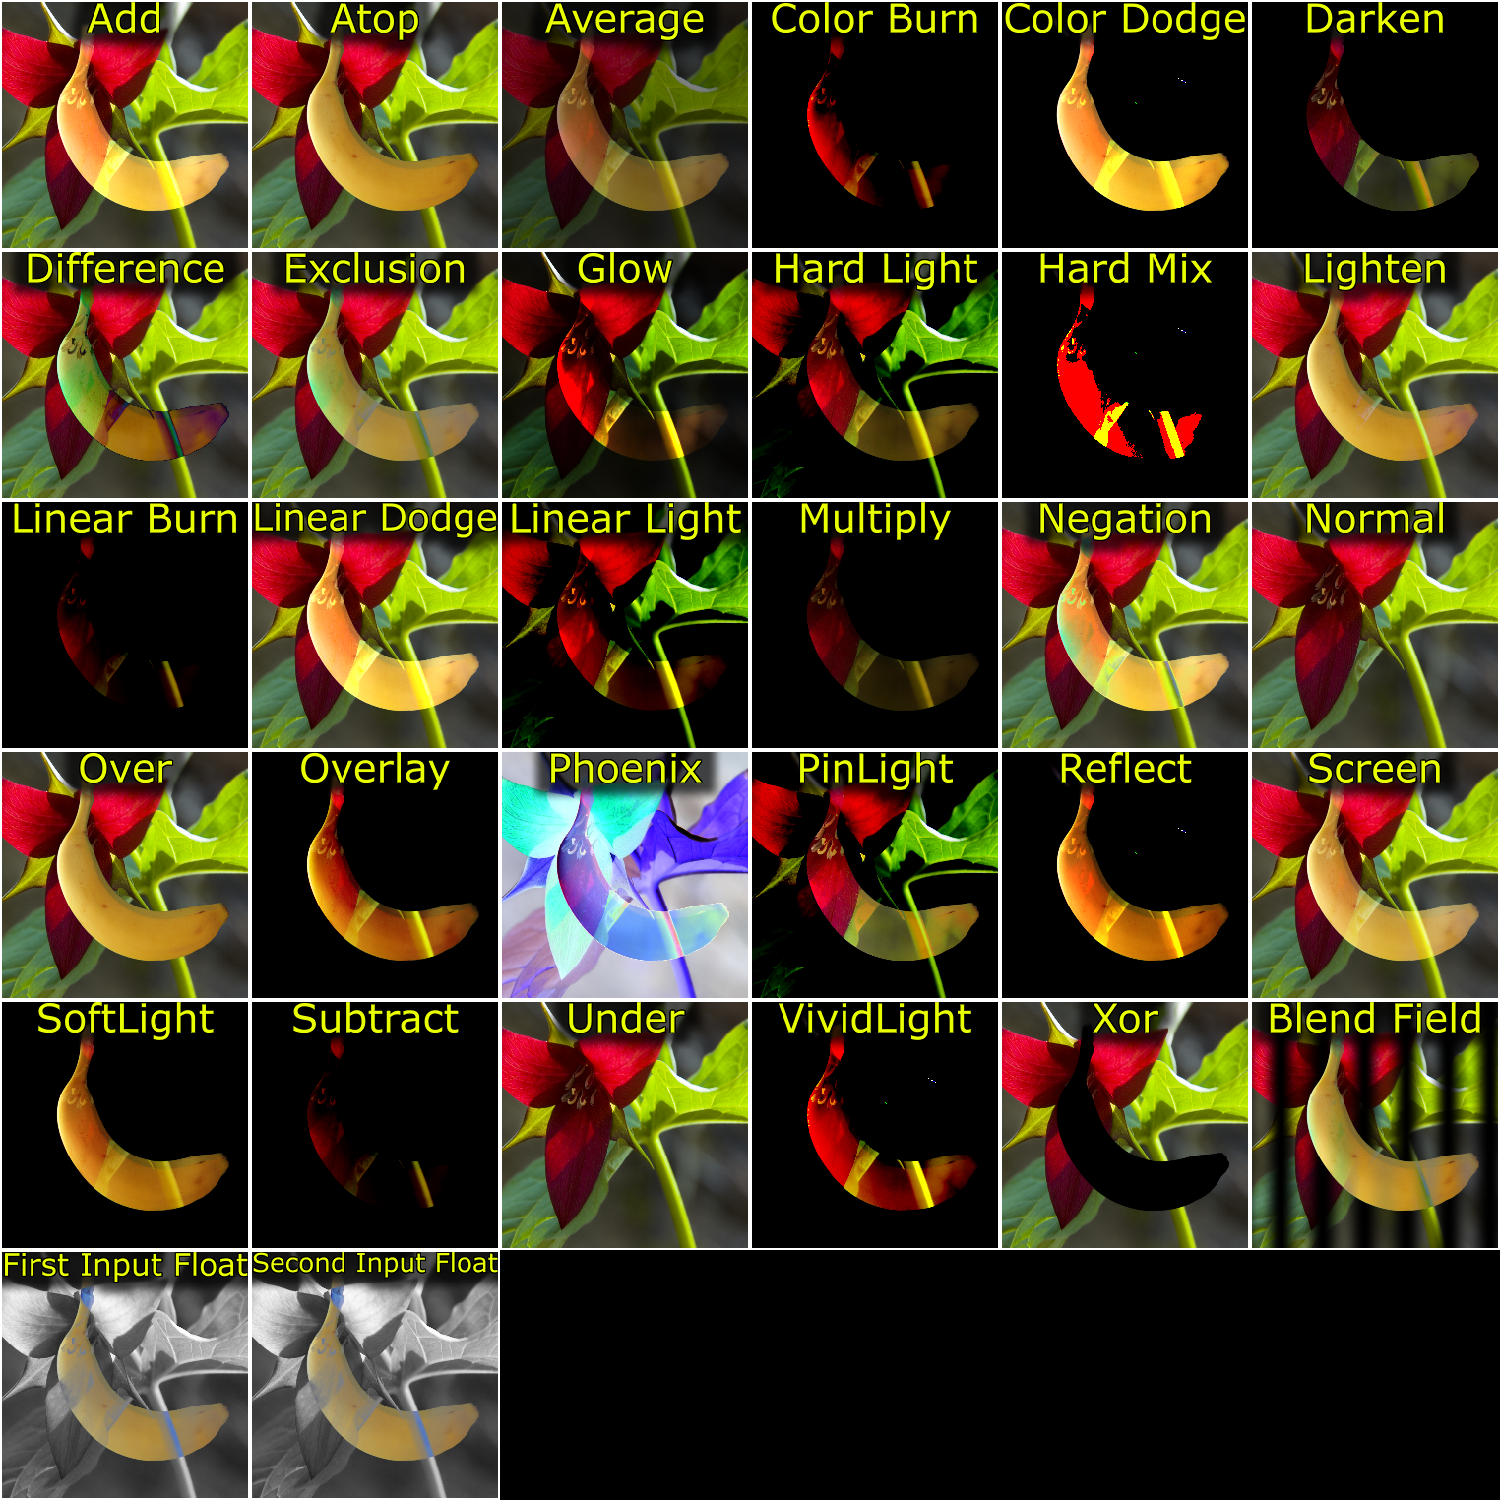 Add
Atop
Average
Color Burn
Color Dodge
Darken
Difference
Exclusion
Glow
Hard Light
Hard Mix
Lighten
Linear Burn
Linear Dodge
Linear Light
Multiply
Negation
Normal
Over
Overlay
Phoenix
PinLight
Reflect
Screen
SoftLight
Subtract
Under
VividLight
Xor
Blend Field
First Input Float
Second Input Float